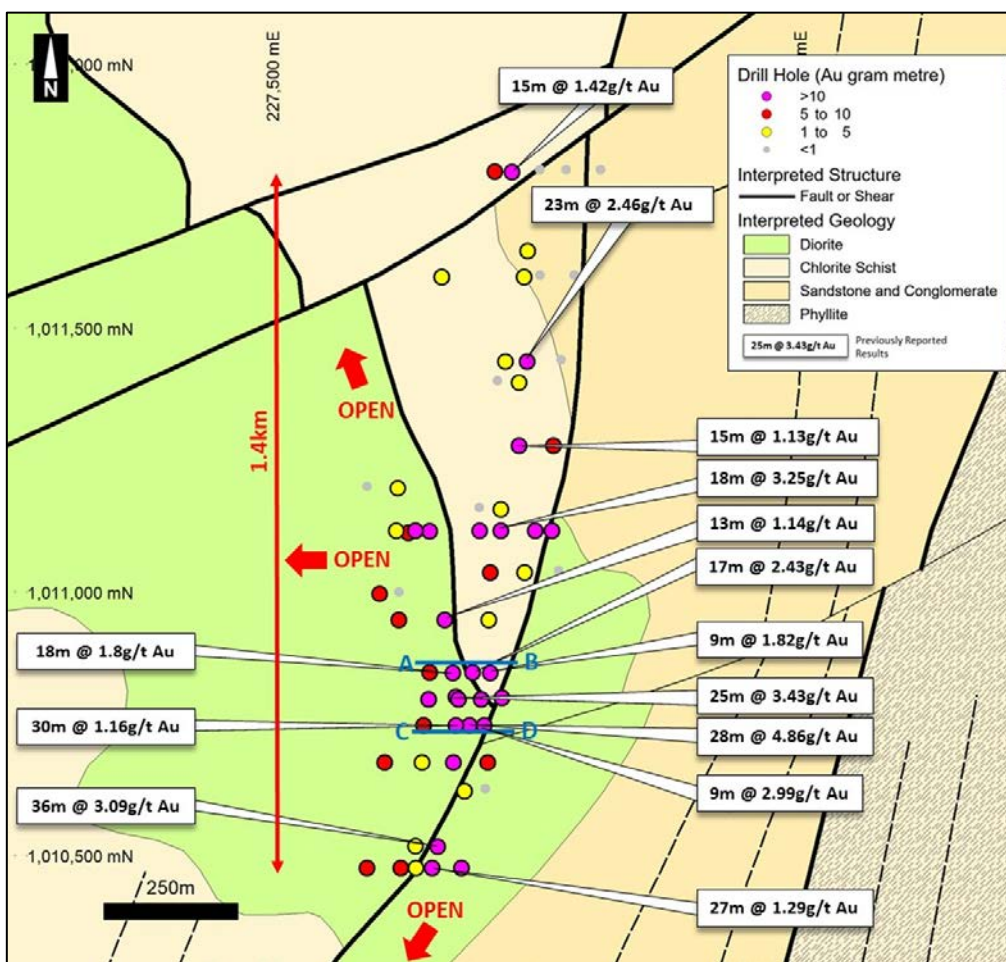 N
,000 mN
227,500 mE
mE
15m @ 1.42g/t Au
23m @ 2.46g/t Au
Drill Hole (Au gram metre)
>10
5 to 10
1 to 5
<1
Interpreted Structure
Fault or Shear
Interpreted Geology
Diorite
Chlorite Schist
Sandstone and Conglomerate
Phyllite
25m @ 3.43g/t Au
Previously Reported
Results
1,011,500 mN
OPEN
1.4km
15m @ 1.13g/t Au
18m @ 3.25g/t Au
13m @ 1.14g/t Au
OPEN
17m @ 2.43g/t Au
1,011,000 mN
18m @ 1.8g/t Au
A
B
9m @ 1.82g/t Au
25m @ 3.43g/t Au
30m @ 1.16g/t Au
C
D
28m @ 4.86g/t Au
9m @ 2.99g/t Au
36m @ 3.09g/t Au
1,010,500 mN
250m
OPEN
27m @ 1.29g/t Au